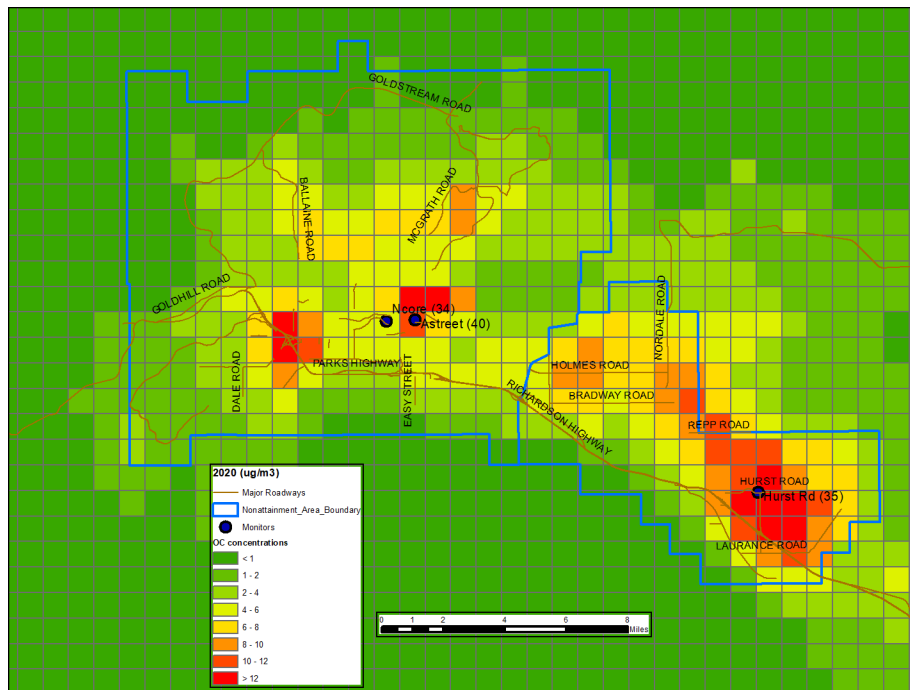 GOLDSTREAM ROAD
BALLAINE ROAD
MCGRATH ROAD
GOLDHILL ROAD
NORDALE ROAD
Ncore (34)
Astreet (40)
DALE ROAD
PARKS HIGHWAY
EASY STREET
HOLMES ROAD
BRADWAY ROAD
RICHARDSON HIGHWAY
REPP ROAD
HURST ROAD
Hurst Rd (35)
LAURANCE ROAD
2020 (ug/m3)
Major Roadways
Nonattainment_Area_Boundary
Monitors
OC concentrations
< 1
1 - 2
2 - 4
4 - 6
6 - 8
8 - 10
10 - 12
> 12
0 1 2 4 6 8
Miles